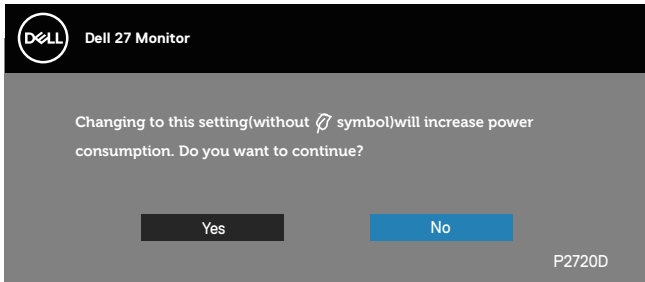 DELL
Dell 27 Monitor
Changing to this setting(without symbol)will increase power
consumption. Do you want to continue?
Yes
No
P2720D